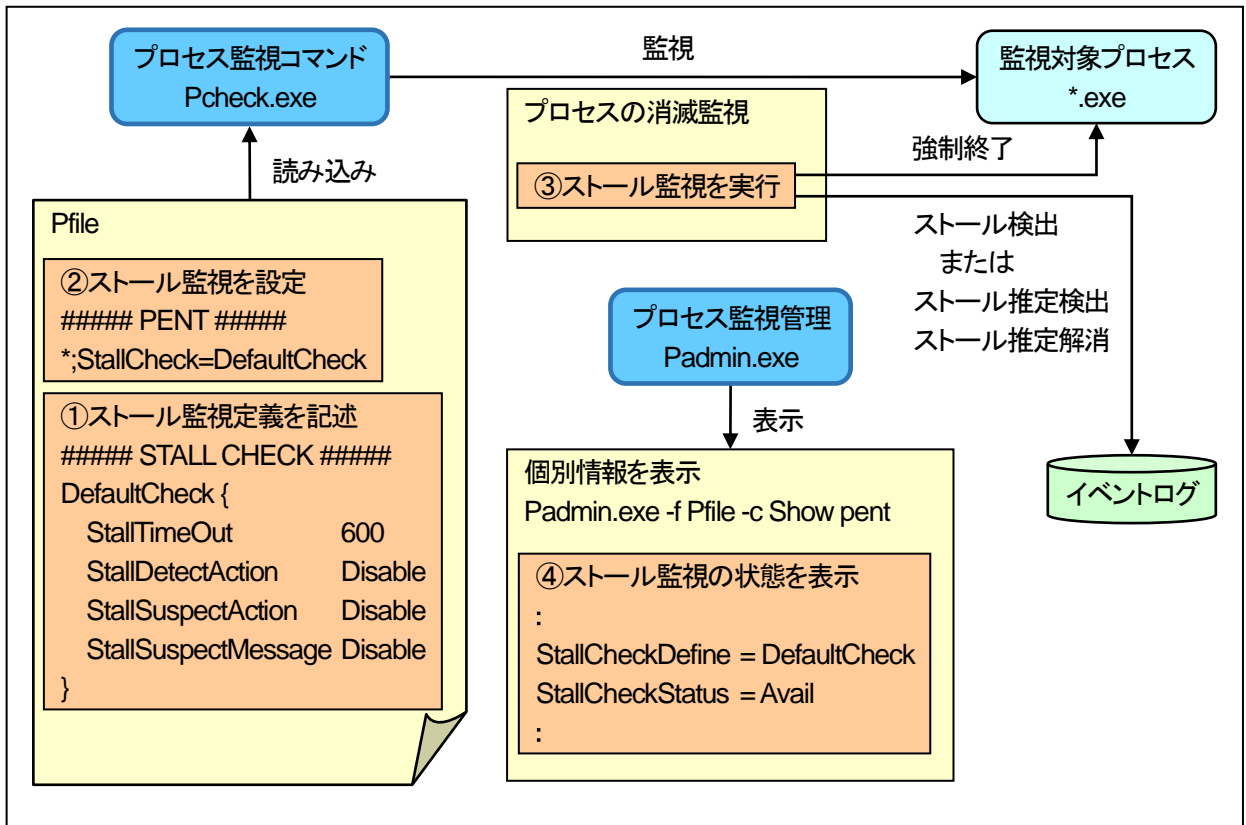 プロセス監視コマンド
Pcheck.exe
監視
監視対象プロセス
*.exe
プロセスの消滅監視
③ストール監視を実行
強制終了
読み込み
ストール検出
または
ストール推定検出
ストール推定解消
Pfile
②ストール監視を設定
##### PENT #####
*;StallCheck=DefaultCheck
①ストール監視定義を記述
##### STALL CHECK #####
DefaultCheck {
StallTimeOut 600
StallDetectAction Disable
StallSuspectAction Disable
StallSuspectMessage Disable
}
プロセス監視管理
Padmin.exe
表示
個別情報を表示
Padmin.exe -f Pfile -c Show pent
④ストール監視の状態を表示
:
StallCheckDefine = DefaultCheck
StallCheckStatus = Avail
:
イベントログ